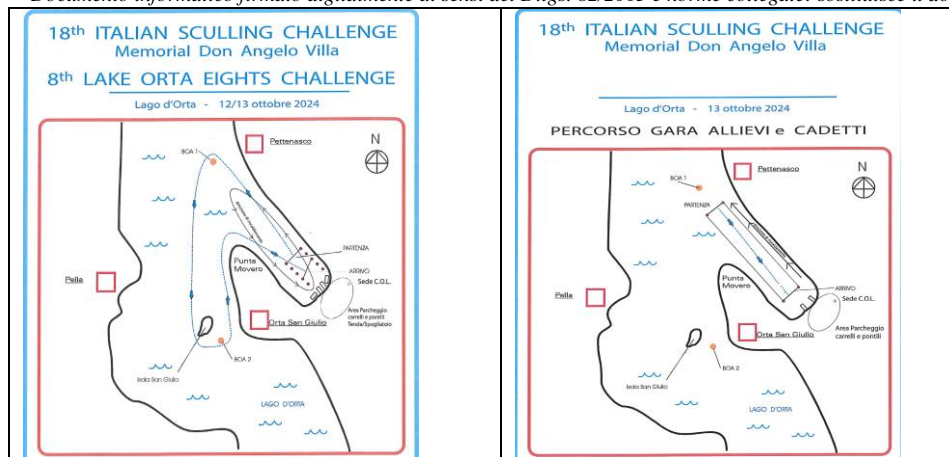 18th ITALIAN SCULLING CHALLENGE
Memorial Don Angelo Villa
8th LAKE ORTA EIGHTS CHALLENGE
Lago d'Orta - 12/13 ottobre 2024
Pettenasco
N
BOA 1
PARTENZA
Punta
Movero
ARRIVO
Sede C.O.L.
Pella
Area Parcheggio
carrelli e pontili
Tende/Spogliatoio
Orta San Giulio
BOA 2
Isola San Giulio
LAGO D'ORTA
18th ITALIAN SCULLING CHALLENGE
Memorial Don Angelo Villa
Lago d'Orta - 13 ottobre 2024
PERCORSO GARA ALLIEVI e CADETTI
Pettenasco
N
BOA 1
PARTENZA
Punta
Movero
ARRIVO
Sede C.O.L.
Pella
Area Parcheggio
carrelli e pontili
Orta San Giulio
BOA 2
Isola San Giulio
LAGO D'ORTA